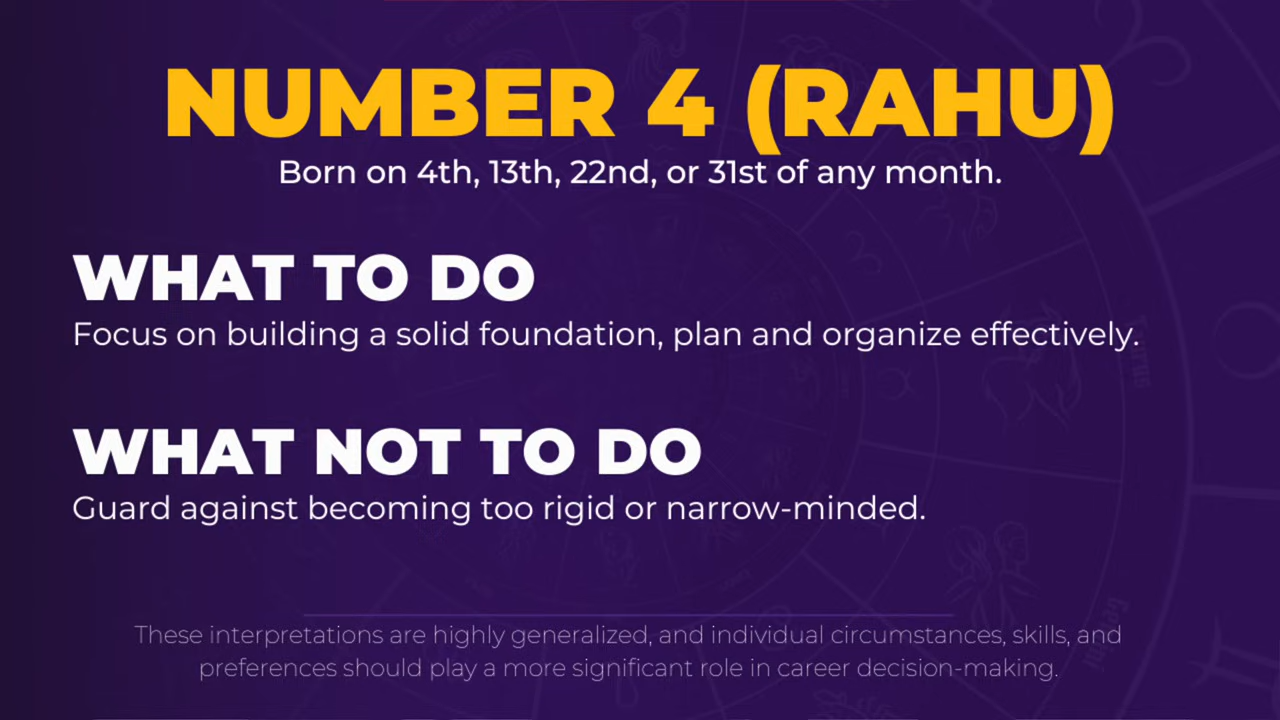 NUMBER 4 (RAHU)
Born on 4th, 13th, 22nd, or 31st of any month.
WHAT TO DO
Focus on building a solid foundation, plan and organize effectively.
WHAT NOT TO DO
Guard against becoming too rigid or narrow-minded.
These interpretations are highly generalized, and individual circumstances, skills, and
preferences should play a more significant role in career decision-making.